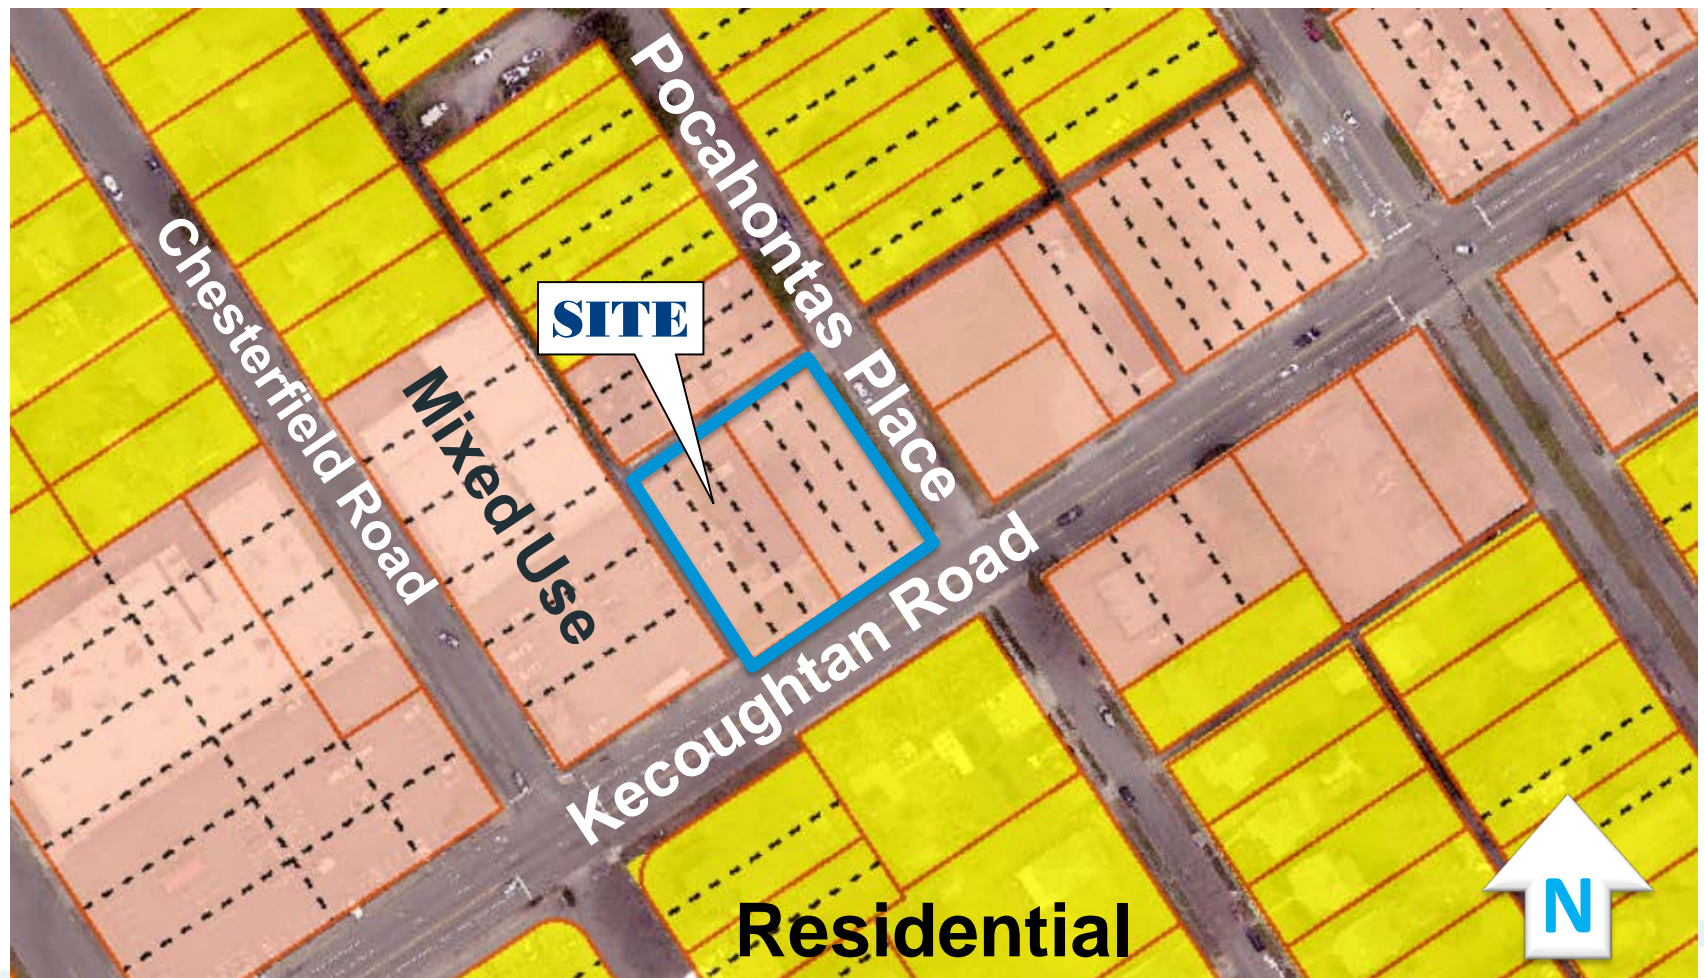 Pocahontas Place
Chesterfield Road
SITE
Mixed Use
Kecoughtan Road
Residential
N